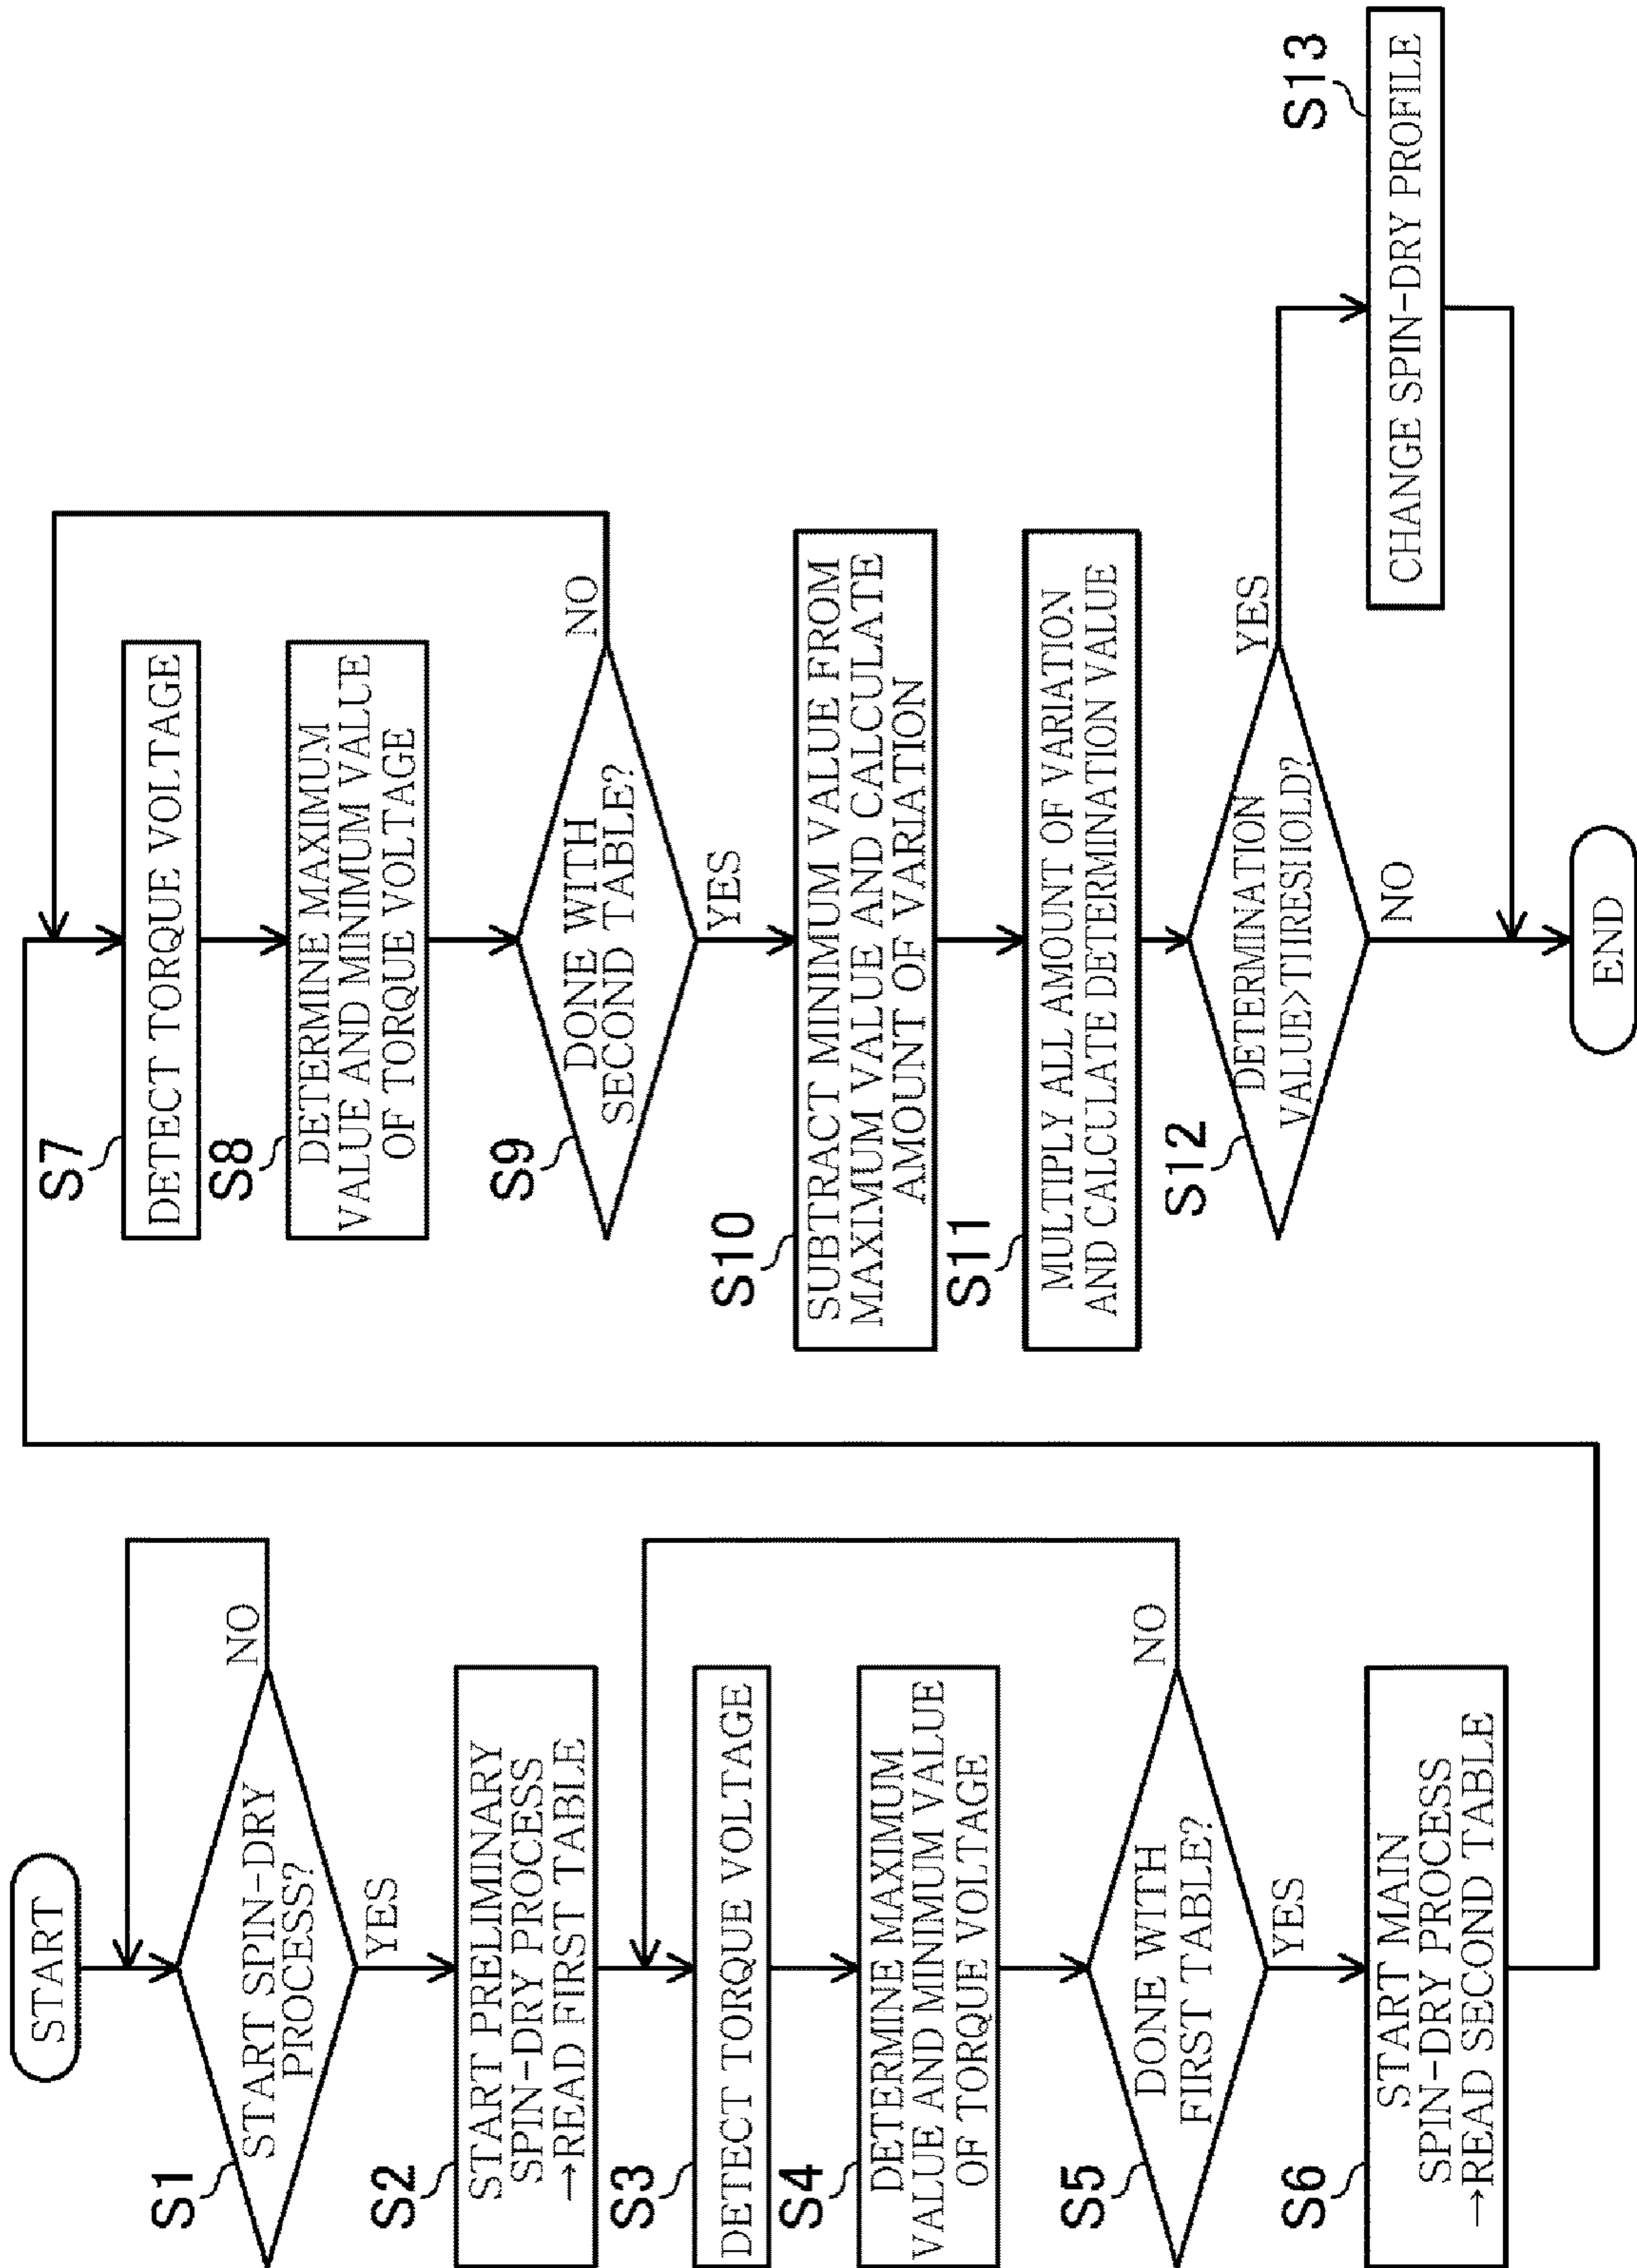 START
S1
START SPIN-DRY
PROCESS?
NO
YES
S2
START PRELIMINARY
SPIN-DRY PROCESS
→READ FIRST TABLE
S3
DETECT TORQUE VOLTAGE
S4
DETERMINE MAXIMUM
VALUE AND MINIMUM VALUE
OF TORQUE VOLTAGE
S5
DONE WITH
FIRST TABLE?
NO
YES
S6
START MAIN
SPIN-DRY PROCESS
→READ SECOND TABLE
S7
DETECT TORQUE VOLTAGE
S8
DETERMINE MAXIMUM
VALUE AND MINIMUM VALUE
OF TORQUE VOLTAGE
S9
DONE WITH
SECOND TABLE?
NO
YES
S10
SUBTRACT MINIMUM VALUE FROM
MAXIMUM VALUE AND CALCULATE
AMOUNT OF VARIATION
S11
MULTIPLY ALL AMOUNT OF VARIATION
AND CALCULATE DETERMINATION VALUE
S12
DETERMINATION
VALUE>THRESHOLD?
YES
NO
S13
CHANGE SPIN-DRY PROFILE
END